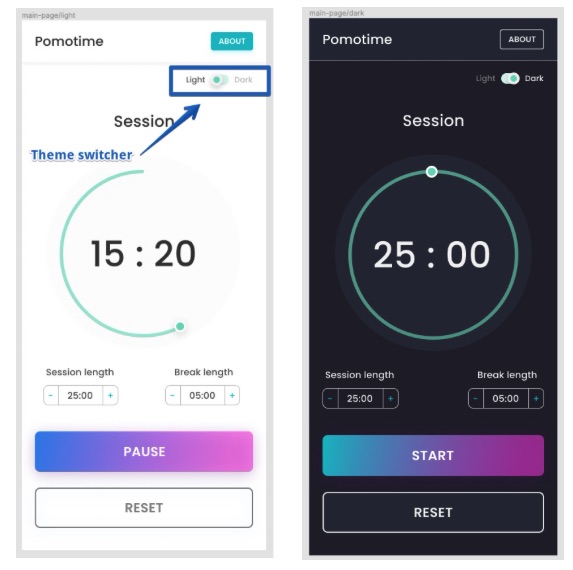 main-page/light
Pomotime
ABOUT
Light Dark
Session
Theme switcher
15 : 20
Session length
Break length
- 25:00 +
- 05:00 +
PAUSE
RESET
main-page/dark
Pomotime
ABOUT
Light Dark
Session
25 : 00
Session length
Break length
- 25:00 +
- 05:00 +
START
RESET